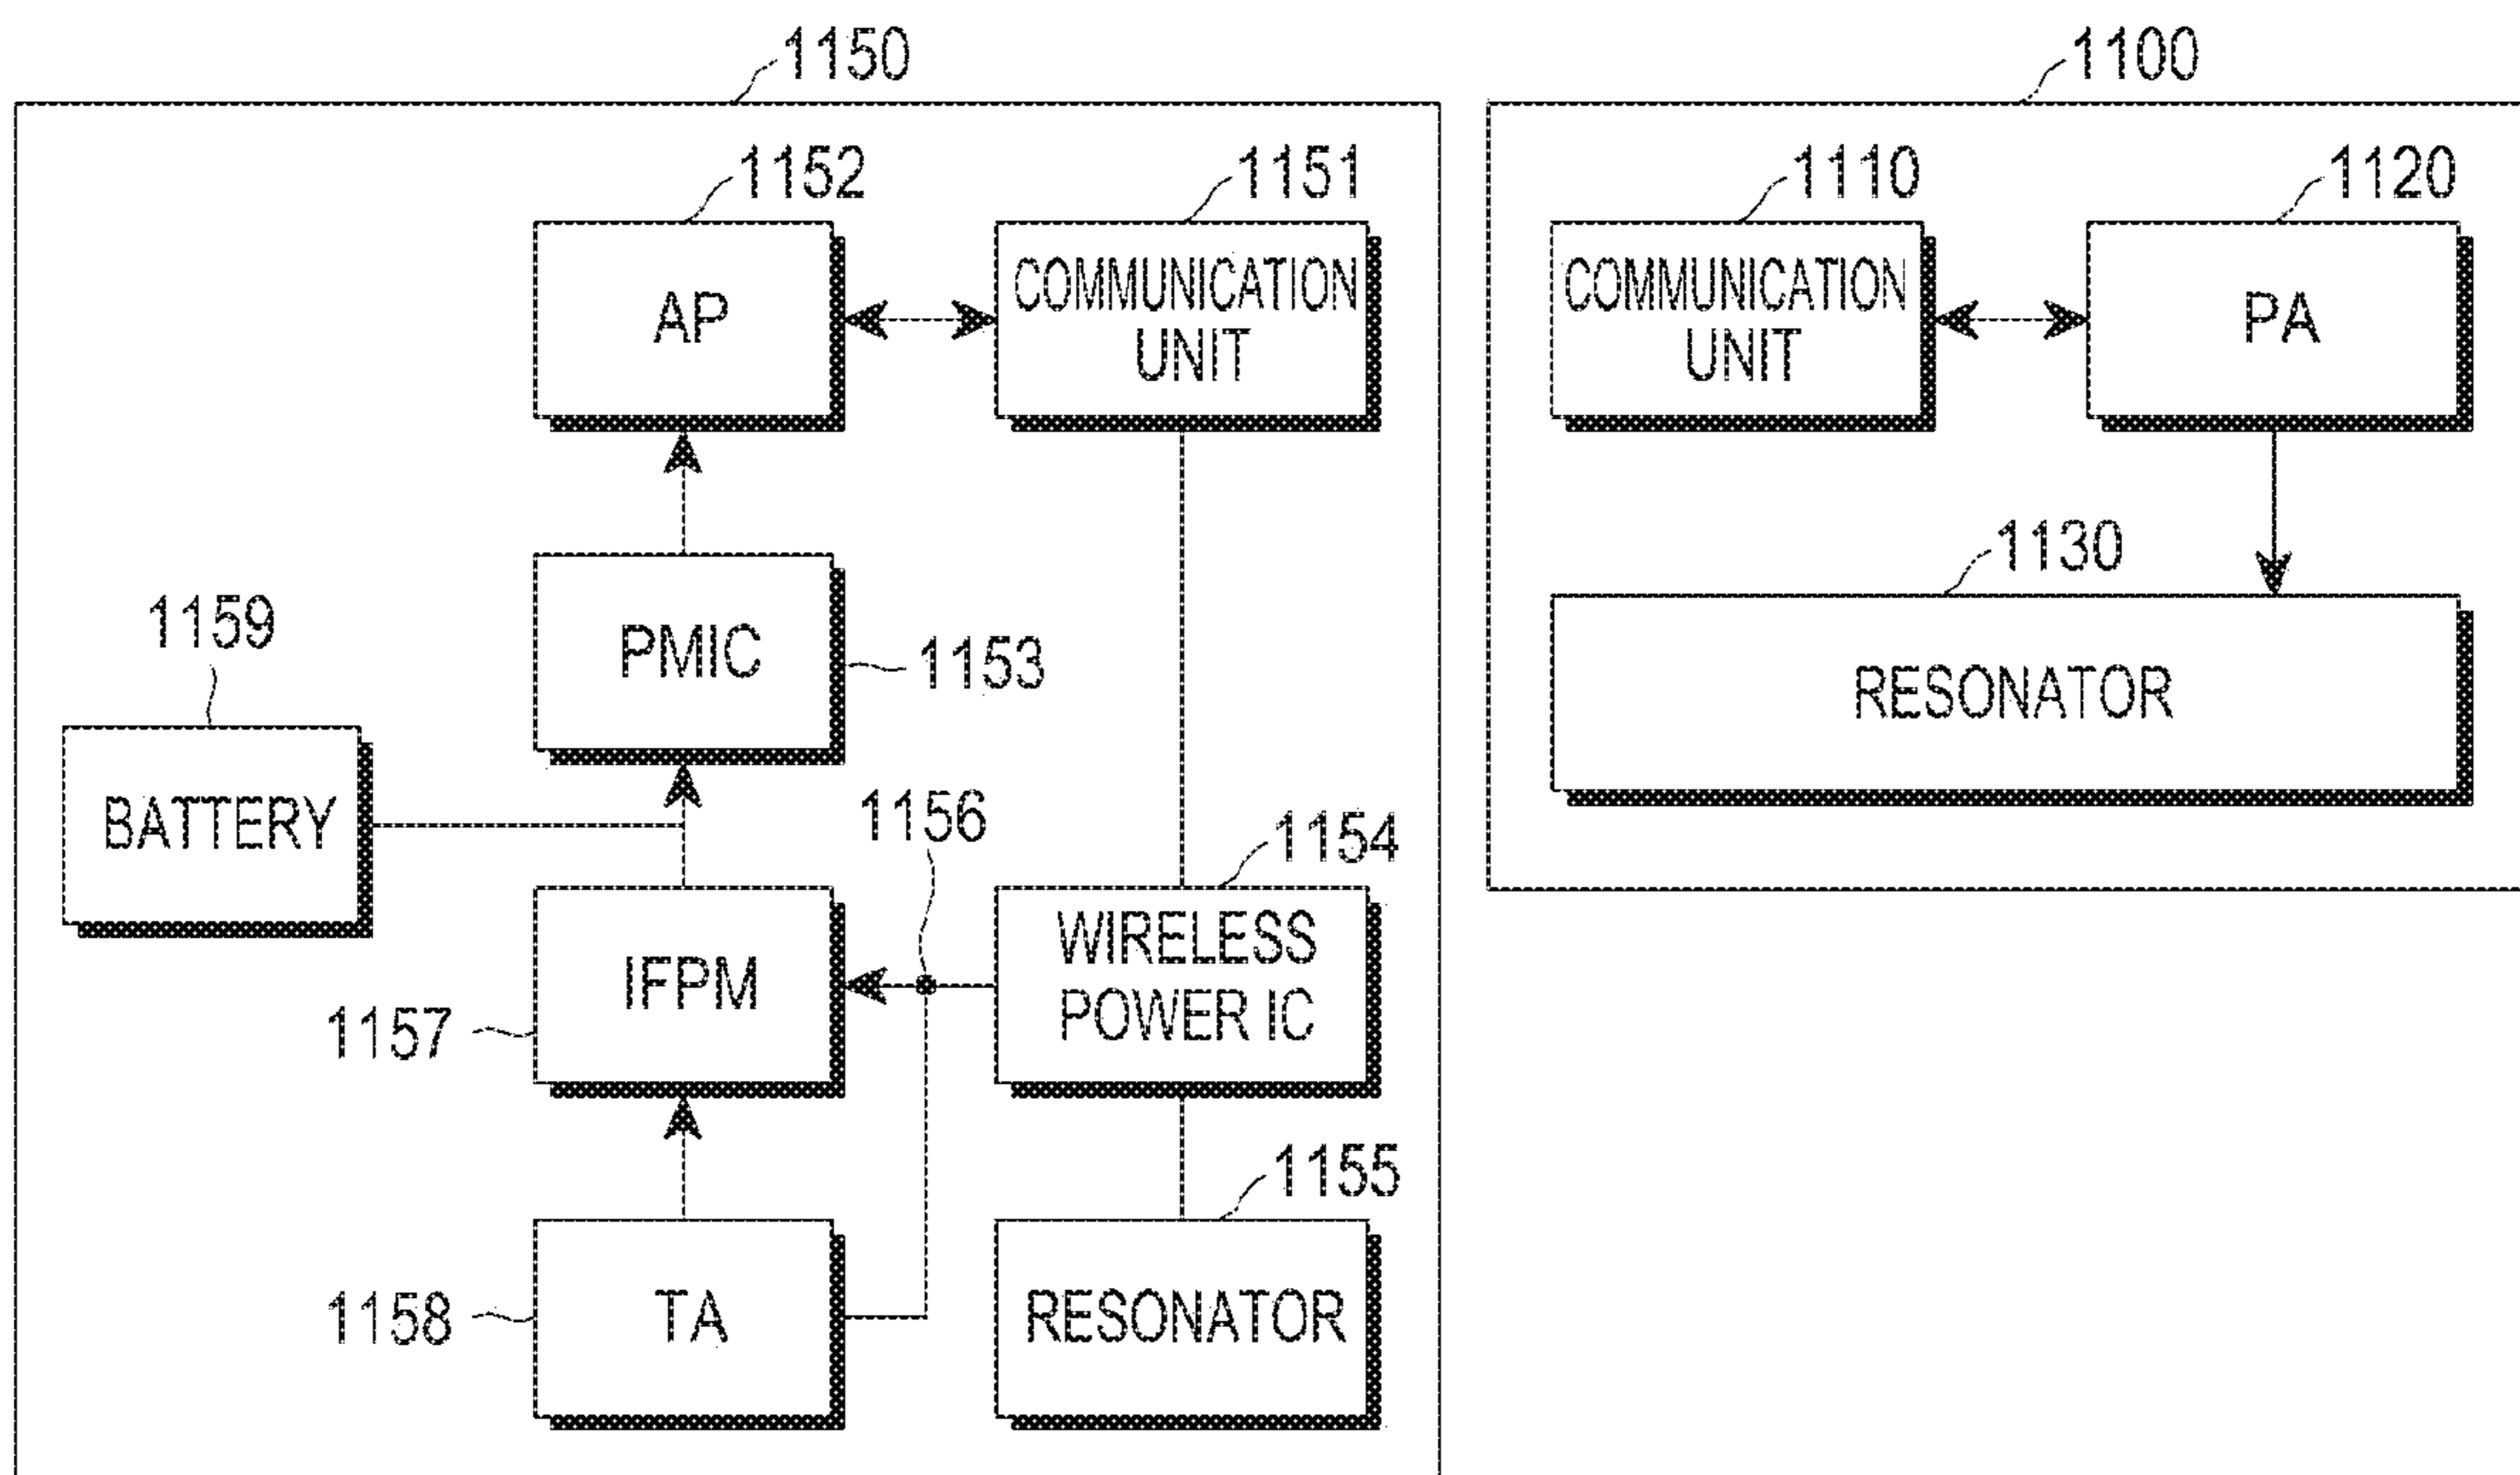 1150
1100
1152
1151
1110
1120
AP
COMMUNICATION
UNIT
COMMUNICATION
UNIT
PA
1130
1159
PMIC
1153
RESONATOR
BATTERY
1156
1154
IFPM
WIRELESS
POWER IC
1157
1155
1158
TA
RESONATOR